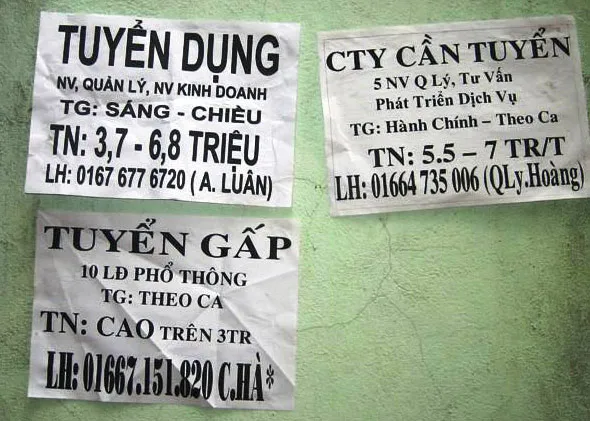 TUYỂN DỤNG
NV, QUẢN LÝ, NV KINH DOANH
TG: SÁNG - CHIỀU
TN: 3,7 - 6,8 TRIỆU
LH: 0167 677 6720 ( A. LUÂN)
CTY CẦN TUYỂN
5 NV Q Lý, Tư Vấn
Phát Triển Dịch Vụ
TG: Hành Chính – Theo Ca
TN: 5.5 – 7 TR/T
LH: 01664 735 006 (QLy.Hoàng)
TUYỂN GẤP
10 LĐ PHỔ THÔNG
TG: THEO CA
TN: CAO TRÊN 3TR
LH: 01667.151.820 C.HÀ*